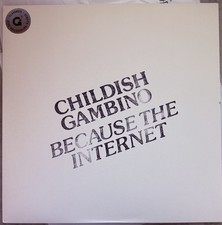 CHILDISH
GAMBINO
BECAUSE THE
INTERNET